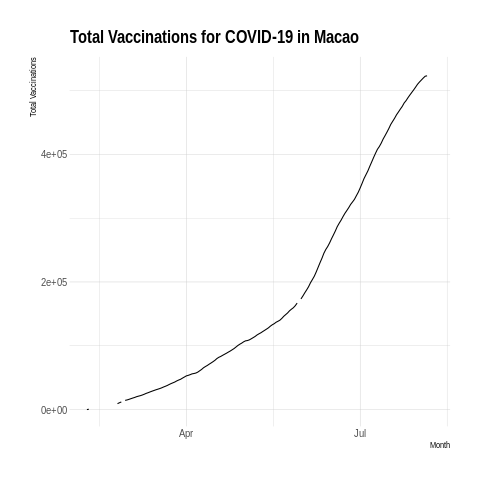 Total Vaccinations for COVID-19 in Macao
Total Vaccinations
4e+05
2e+05
0e+00
Apr
Jul
Month